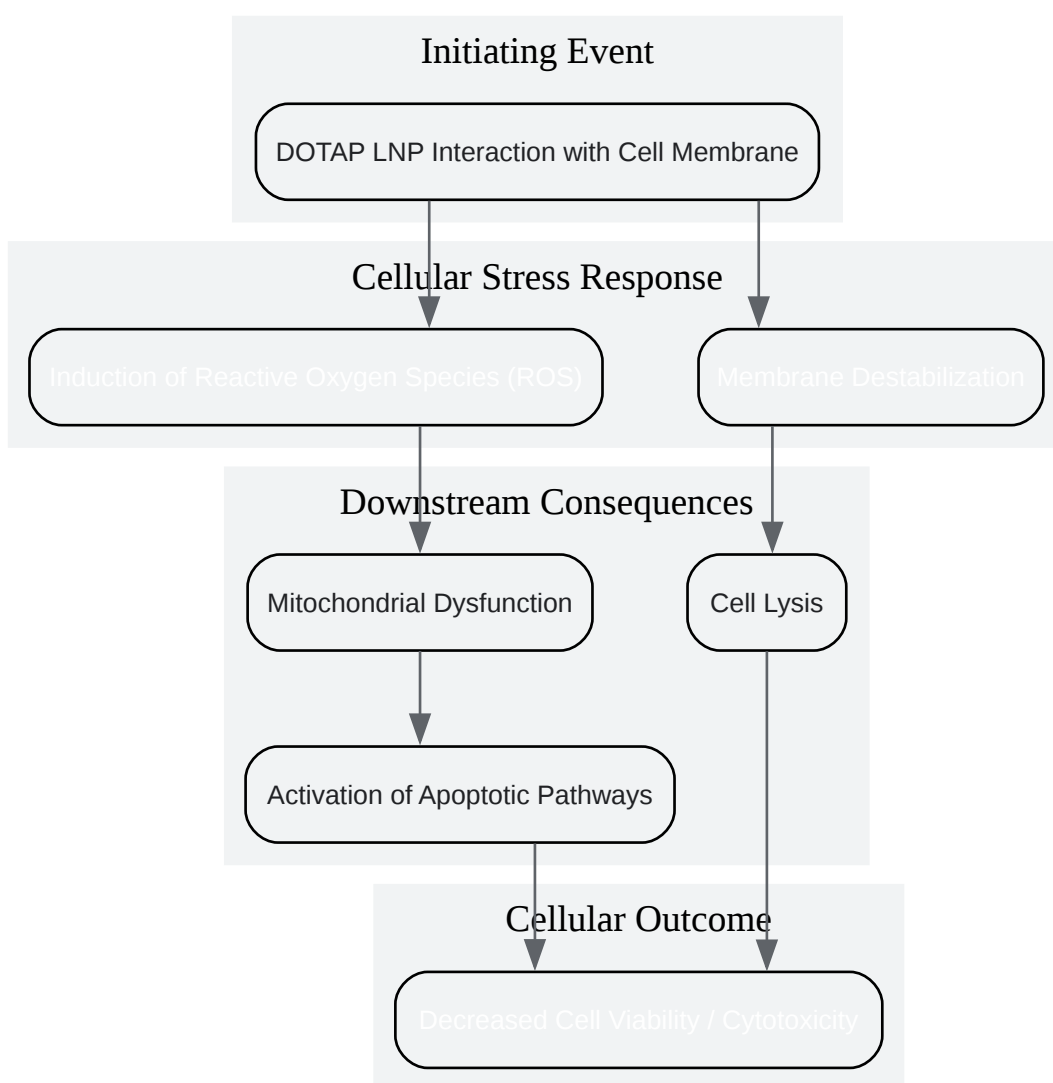 Initiating Event
DOTAP LNP Interaction with Cell Membrane
Cellular Stress Response
Induction of Reactive Oxygen Species (ROS)
Membrane Destabilization
Downstream Consequences
Mitochondrial Dysfunction
Cell Lysis
Activation of Apoptotic Pathways
Cellular Outcome
Decreased Cell Viability / Cytotoxicity